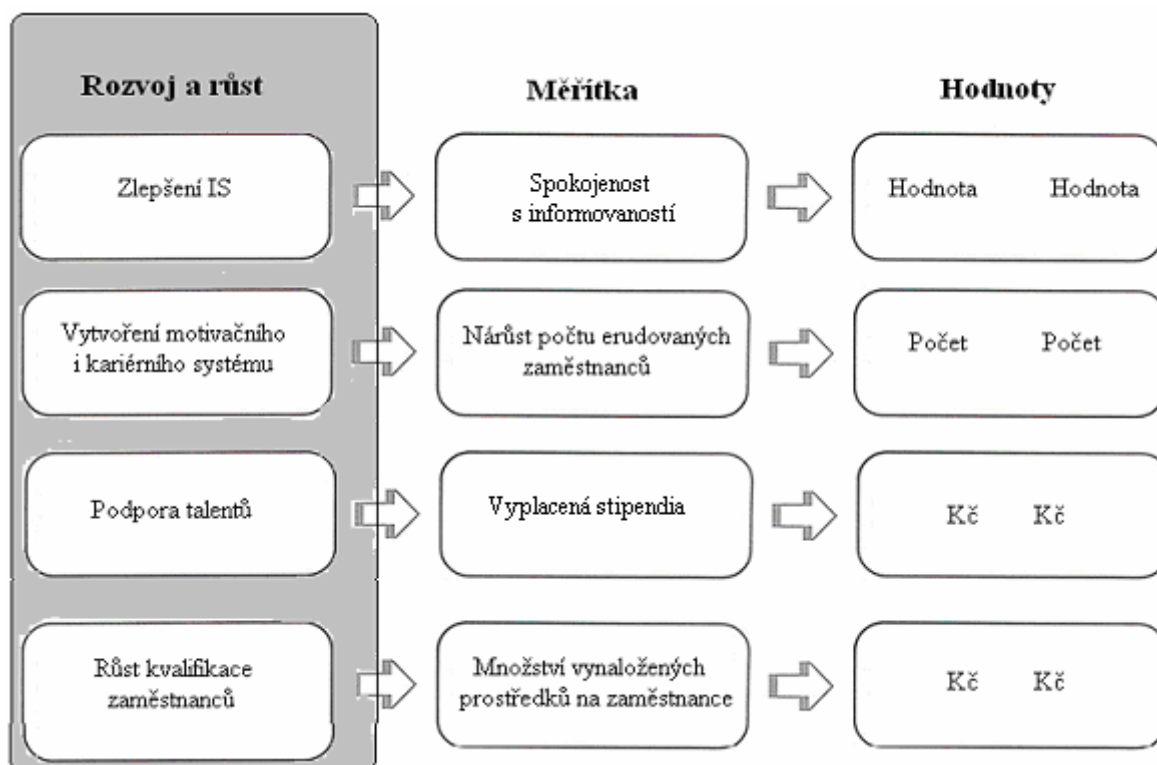 Rozvoj a růst
Měřítka
Hodnoty
Zlepšení IS
Spokojenost
s informovaností
Hodnota Hodnota
Vytvoření motivačního
i kariérního systému
Nárůst počtu erudovaných
zaměstnanců
Počet Počet
Podpora talentů
Vyplacená stipendia
Kč Kč
Růst kvalifikace
zaměstnanců
Množství vynaložených
prostředků na zaměstnance
Kč Kč